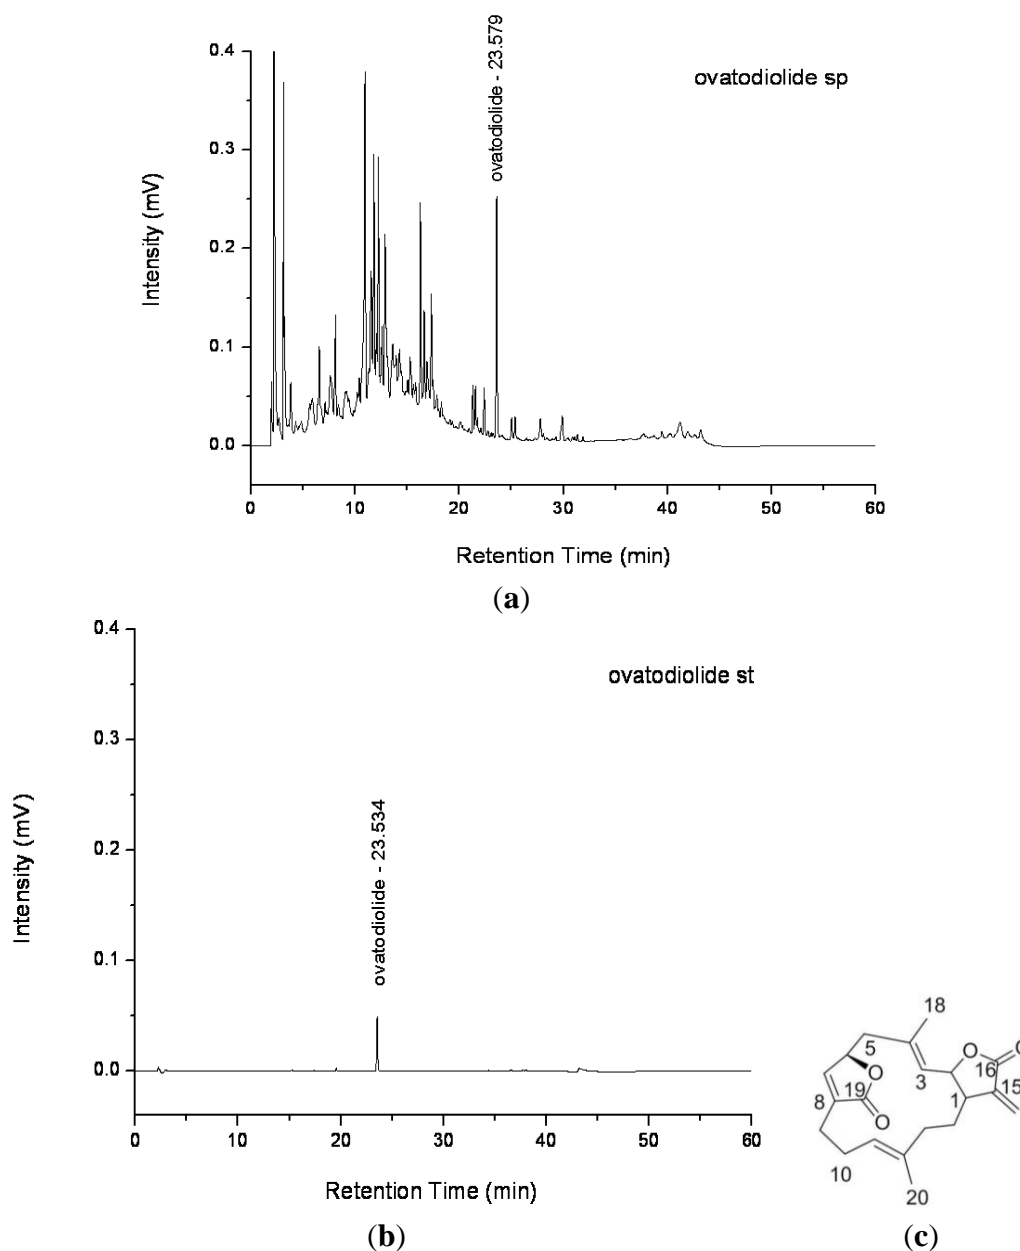 ovatodiolide sp
ovatodiolide - 23.579
Intensity (mV)
0.4
0.3
0.2
0.1
0.0
0 10 20 30 40 50 60
Retention Time (min)
(a)
ovatodiolide st
ovatodiolide - 23.534
Intensity (mV)
0.4
0.3
0.2
0.1
0.0
0 10 20 30 40 50 60
Retention Time (min)
(b)
18
5
O
O
16
3
O
19
1
15
8
O
10
20
(c)